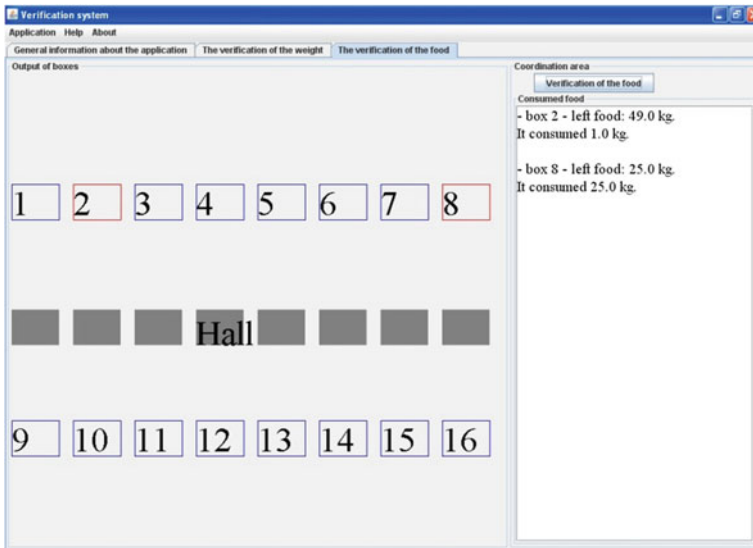 Verification system
Application Help About
General information about the application The verification of the weight The verification of the food
Output of boxes
Coordination area
Verification of the food
Consumed food
- box 2 - left food: 49.0 kg.
It consumed 1.0 kg.
- box 8 - left food: 25.0 kg.
It consumed 25.0 kg.
1 2 3 4 5 6 7 8
Hall
9 10 11 12 13 14 15 16